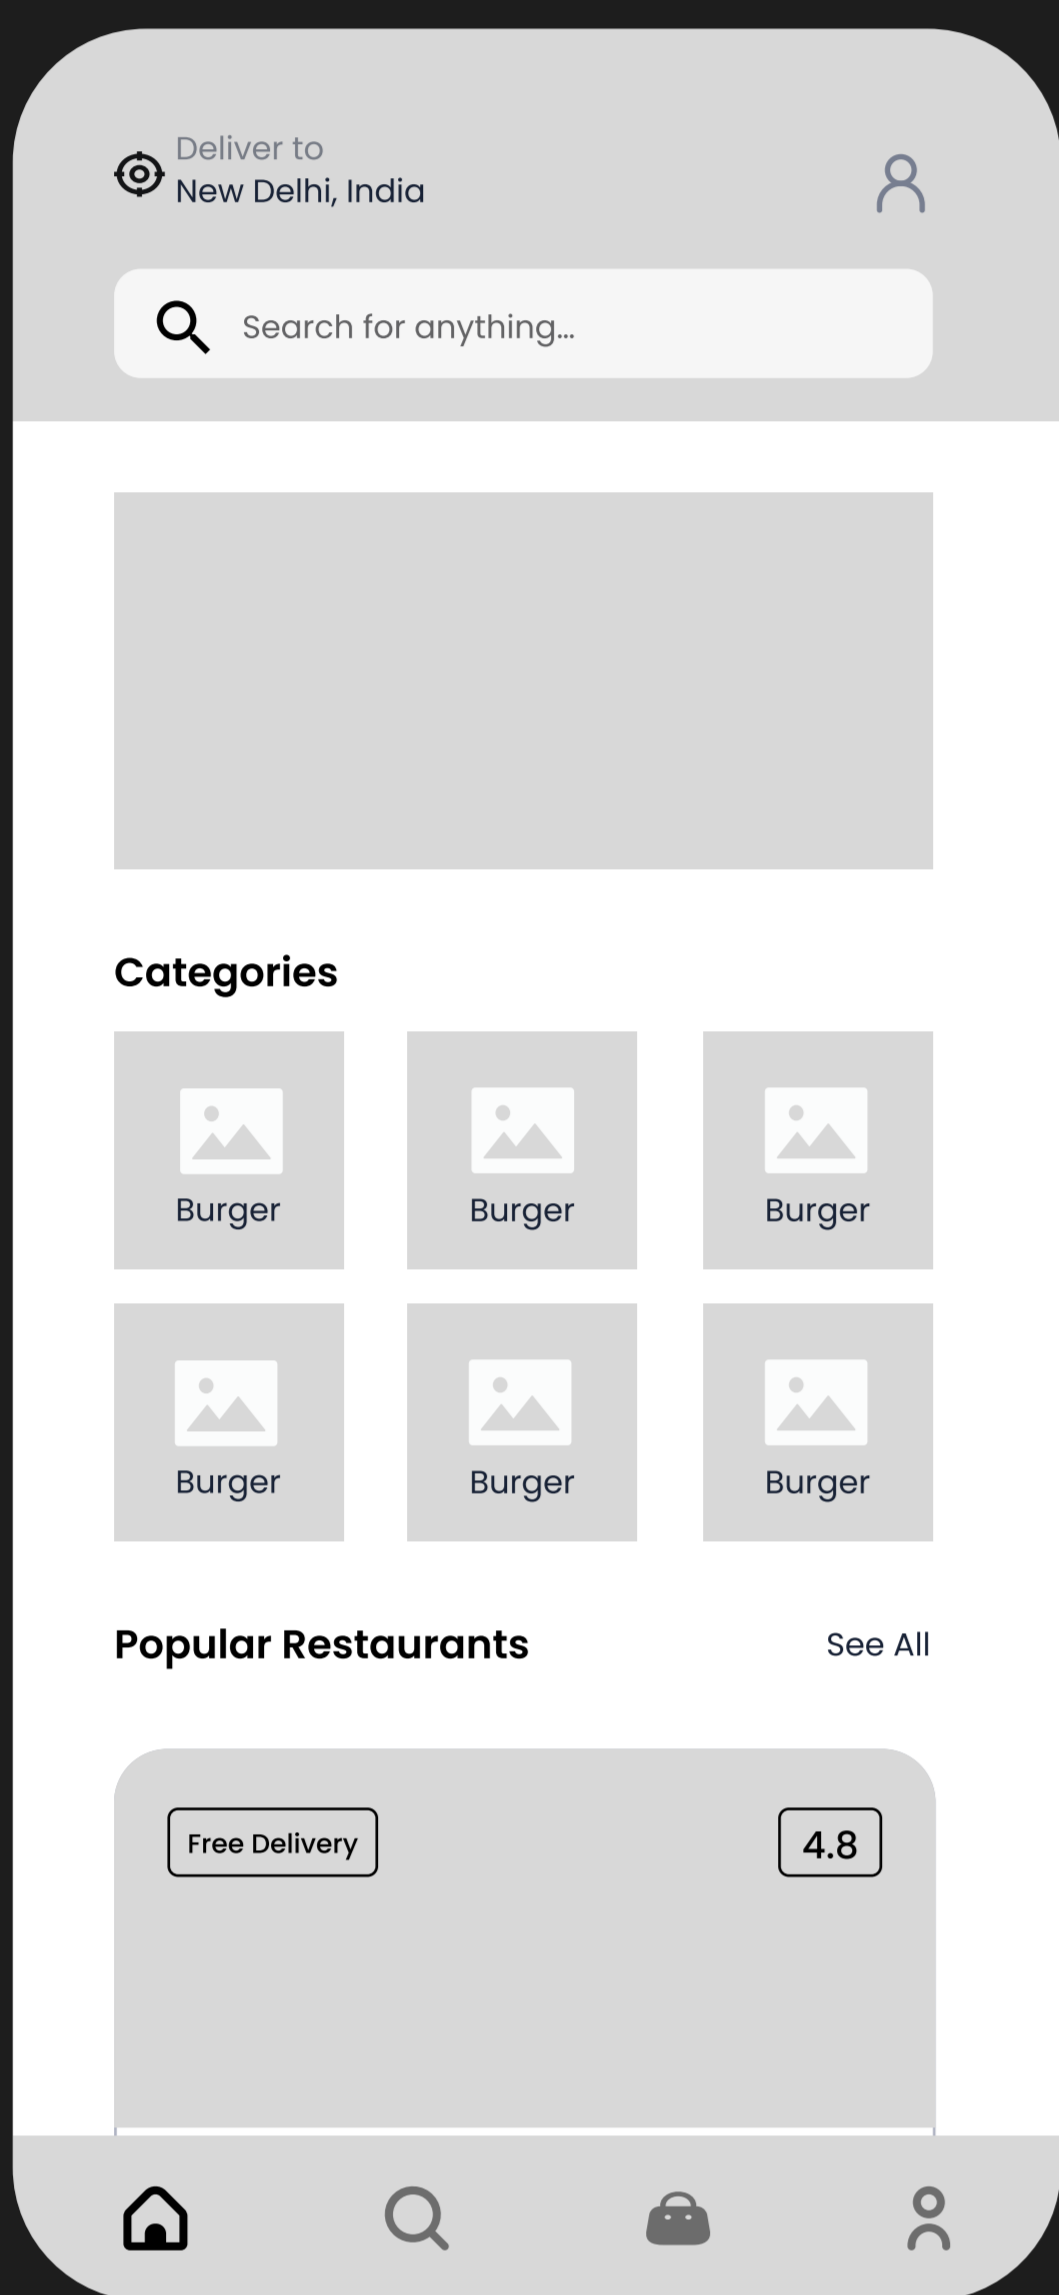 Deliver to
New Delhi, India
Search for anything...
Categories
Burger Burger Burger
Burger Burger Burger
Popular Restaurants See All
Free Delivery 4.8